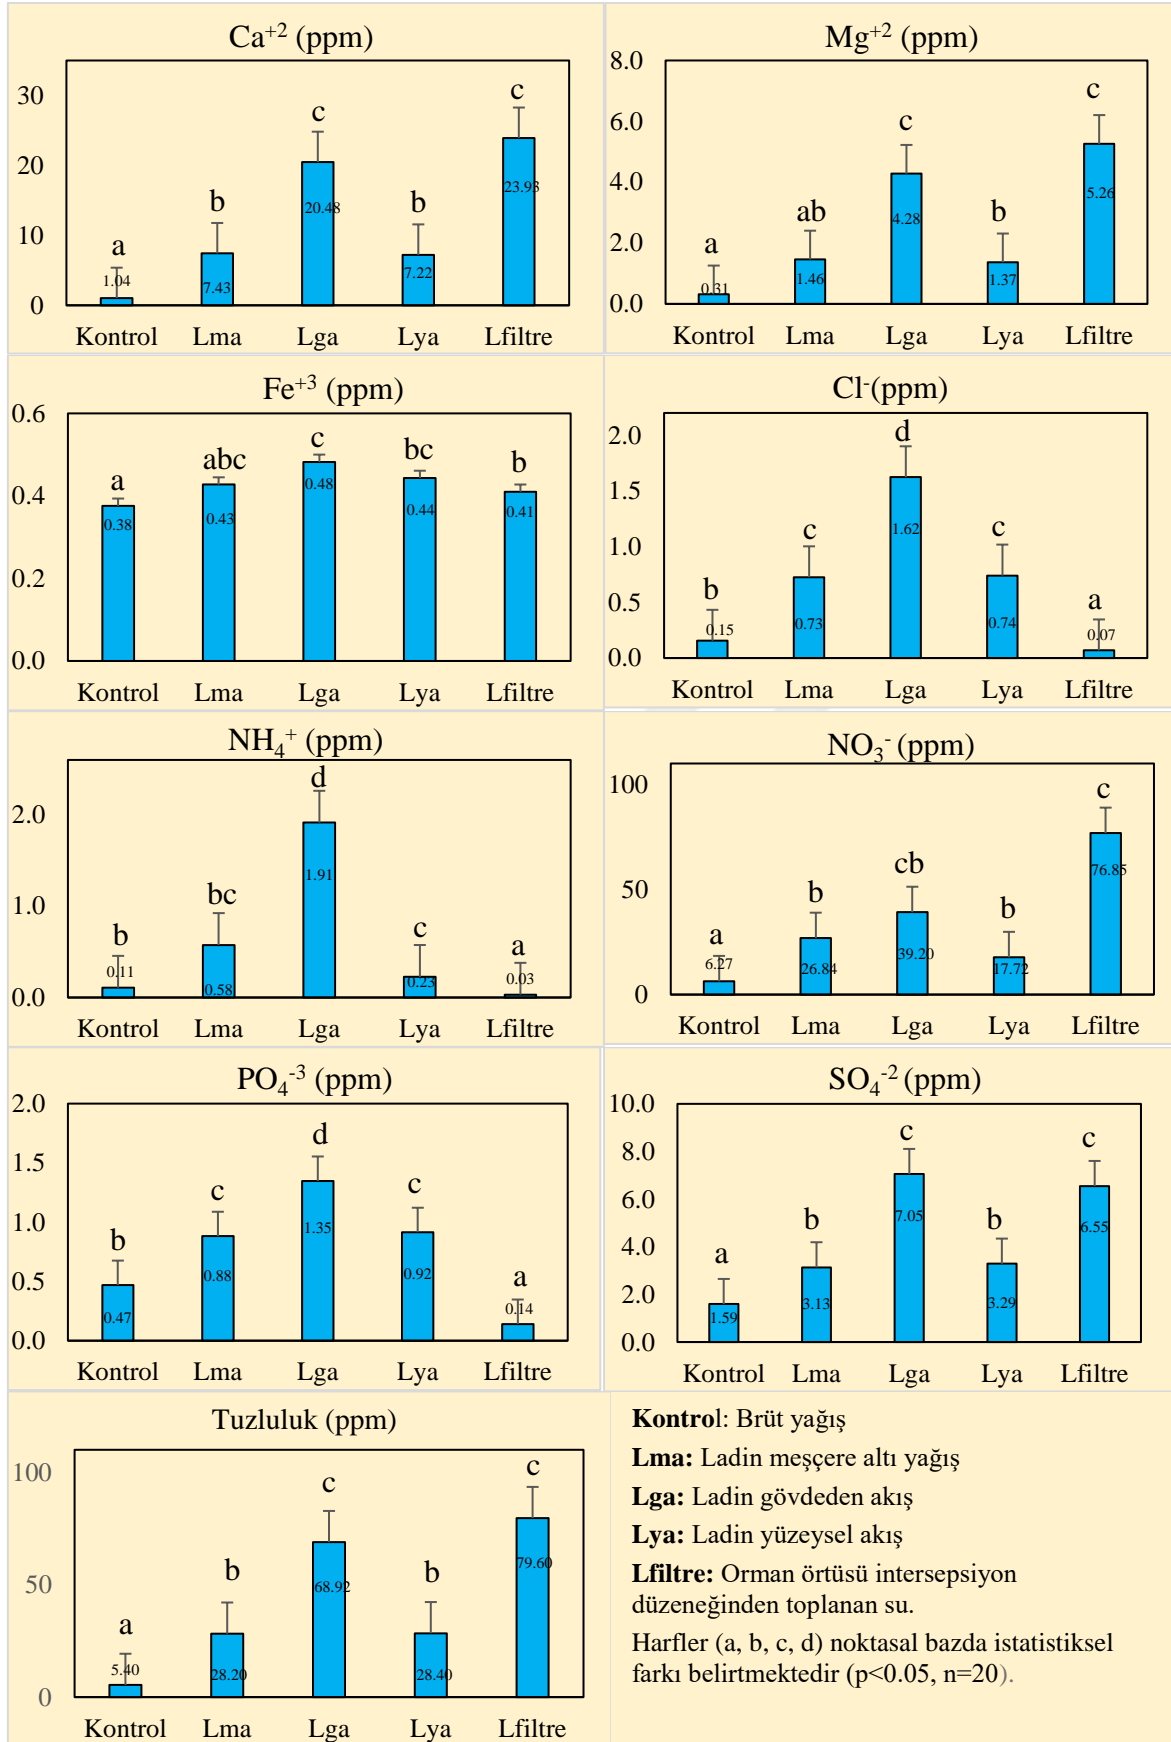 Ca+2 (ppm)
30
20
10
0
a
b
c
b
c
1.04
7.43
20.48
7.22
23.93
Kontrol Lma Lga Lya Lfiltre
Mg+2 (ppm)
8.0
6.0
4.0
2.0
0.0
a
ab
c
b
c
0.31
1.46
4.28
1.37
5.26
Kontrol Lma Lga Lya Lfiltre
Fe+3 (ppm)
0.6
0.4
0.2
0.0
a
abc
c
bc
b
0.38
0.43
0.48
0.44
0.41
Kontrol Lma Lga Lya Lfiltre
Cl-(ppm)
2.0
1.5
1.0
0.5
0.0
b
c
d
c
a
0.15
0.73
1.62
0.74
0.07
Kontrol Lma Lga Lya Lfiltre
NH4+ (ppm)
2.0
1.0
0.0
b
bc
d
c
a
0.11
0.58
1.91
0.23
0.03
Kontrol Lma Lga Lya Lfiltre
NO3- (ppm)
100
50
0
a
b
cb
b
c
6.27
26.84
39.20
17.72
76.85
Kontrol Lma Lga Lya Lfiltre
PO4-3 (ppm)
2.0
1.5
1.0
0.5
0.0
b
c
d
c
a
0.47
0.88
1.35
0.92
0.14
Kontrol Lma Lga Lya Lfiltre
SO4-2 (ppm)
10.0
8.0
6.0
4.0
2.0
0.0
a
b
c
b
c
1.59
3.13
7.05
3.29
6.55
Kontrol Lma Lga Lya Lfiltre
Tuzluluk (ppm)
100
50
0
a
b
c
b
c
5.40
28.20
68.92
28.40
79.60
Kontrol Lma Lga Lya Lfiltre
Kontrol: Brüt yağış
Lma: Ladin meşçere altı yağış
Lga: Ladin gövdeden akış
Lya: Ladin yüzeysel akış
Lfiltre: Orman örtüsü intersepsiyon
düzeneğinden toplanan su.
Harfler (a, b, c, d) noktasal bazda istatistiksel
farkı belirtmektedir (p<0.05, n=20).